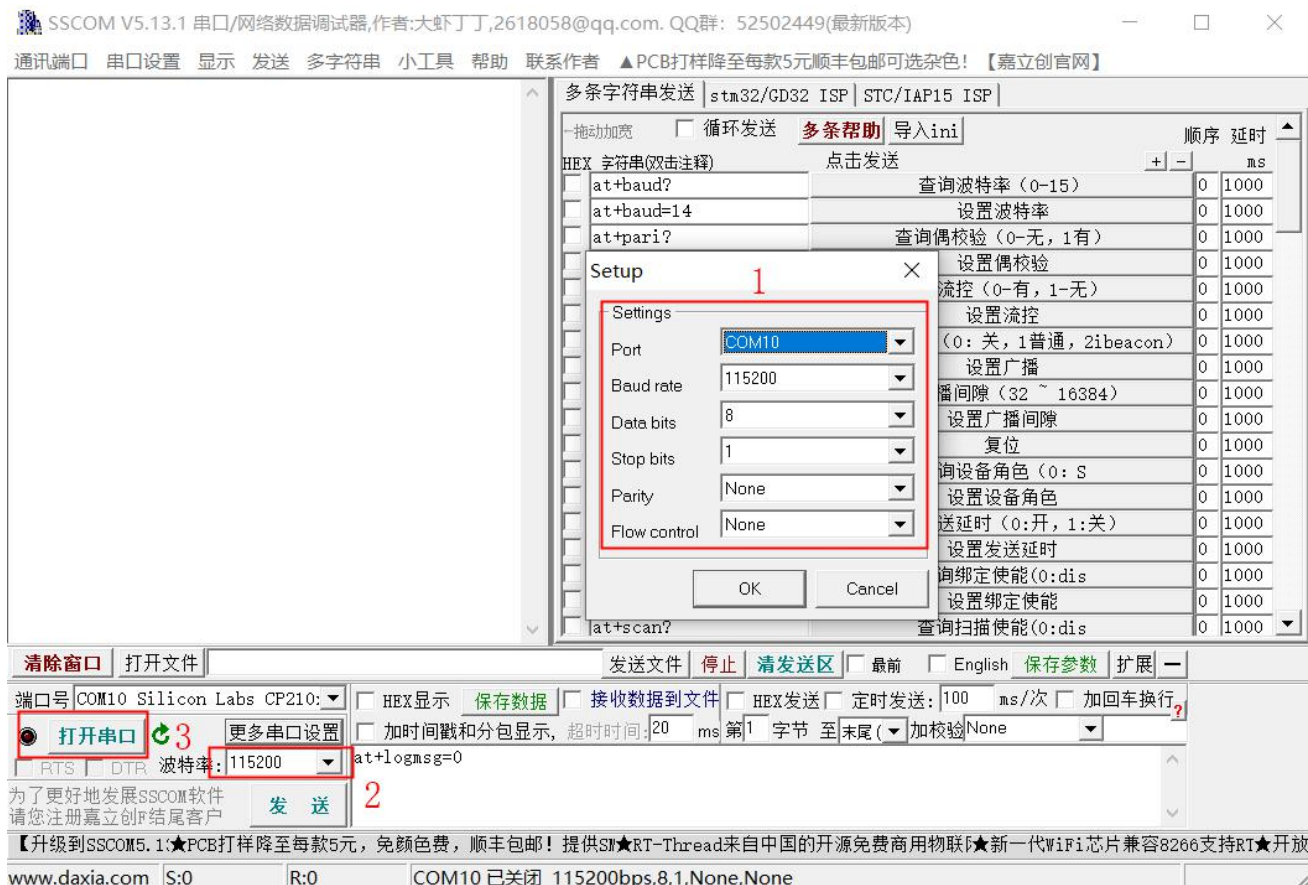 SSCOM V5.13.1 串口/网络数据调试器,作者:大虾丁丁,2618058@qq.com. QQ群: 52502449(最新版本)
通讯端口 串口设置 显示 发送 多字符串 小工具 帮助 联系作者 ▲PCB打样降至每款5元顺丰包邮可选杂色!【嘉立创官网】
多条字符串发送 stm32/GD32 ISP STC/IAP15 ISP
←拖动加宽 循环发送 多条帮助 导入ini 顺序 延时
HEX 字符串(双击注释) 点击发送 + − ms
at+baud? 查询波特率（0-15） 0 1000
at+baud=14 设置波特率 0 1000
at+pari? 查询偶校验（0-无，1有） 0 1000
设置偶校验 0 1000
流控（0-有，1-无） 0 1000
设置流控 0 1000
（0: 关，1普通，2ibeacon） 0 1000
设置广播 0 1000
播间隙（32 ~ 16384） 0 1000
设置广播间隙 0 1000
复位 0 1000
询设备角色（0: S 0 1000
设置设备角色 0 1000
送延时（0:开，1:关） 0 1000
设置发送延时 0 1000
询绑定使能(0:dis 0 1000
设置绑定使能 0 1000
at+scan? 查询扫描使能(0:dis 0 1000
Setup 1
Settings
Port COM10
Baud rate 115200
Data bits 8
Stop bits 1
Parity None
Flow control None
OK Cancel
清除窗口 打开文件 发送文件 停止 清发送区 最前 English 保存参数 扩展 —
端口号 COM10 Silicon Labs CP210: HEX显示 保存数据 接收数据到文件 HEX发送 定时发送: 100 ms/次 加回车换行 ?
打开串口 3 更多串口设置 加时间戳和分包显示, 超时时间: 20 ms 第1 字节 至 末尾( 加校验 None
RTS DTR 波特率: 115200 2
at+logmsg=0
为了更好地发展SSCOM软件
请您注册嘉立创F结尾客户
发 送
【升级到SSCOM5.1:★PCB打样降至每款5元，免颜色费，顺丰包邮！提供SM★RT-Thread来自中国的开源免费商用物联网★新一代WiFi芯片兼容8266支持RT★开放
www.daxia.com S:0 R:0 COM10 已关闭 115200bps,8,1,None,None